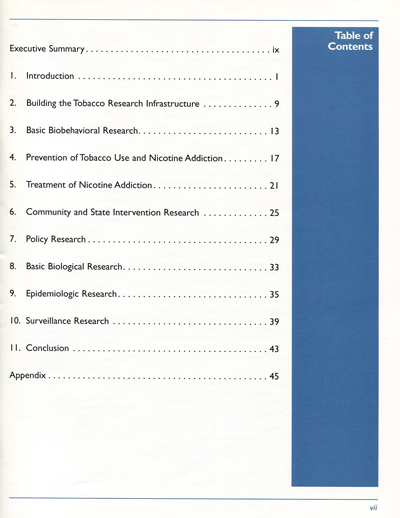 Table of
Contents
Executive Summary . . . . . . . . . . . . . . . . . . . . . . . . . . . . . . . . . . . . . . ix
1. Introduction . . . . . . . . . . . . . . . . . . . . . . . . . . . . . . . . . . . . . . . 1
2. Building the Tobacco Research Infrastructure . . . . . . . . . . . . . 9
3. Basic Biobehavioral Research. . . . . . . . . . . . . . . . . . . . . . . . . . 13
4. Prevention of Tobacco Use and Nicotine Addiction . . . . . . . . . 17
5. Treatment of Nicotine Addiction. . . . . . . . . . . . . . . . . . . . . . . 21
6. Community and State Intervention Research . . . . . . . . . . . . 25
7. Policy Research . . . . . . . . . . . . . . . . . . . . . . . . . . . . . . . . . . . . 29
8. Basic Biological Research. . . . . . . . . . . . . . . . . . . . . . . . . . . . . 33
9. Epidemiologic Research. . . . . . . . . . . . . . . . . . . . . . . . . . . . . . 35
10. Surveillance Research . . . . . . . . . . . . . . . . . . . . . . . . . . . . . . 39
11. Conclusion . . . . . . . . . . . . . . . . . . . . . . . . . . . . . . . . . . . . . . . 43
Appendix . . . . . . . . . . . . . . . . . . . . . . . . . . . . . . . . . . . . . . . . . . . 45
vii